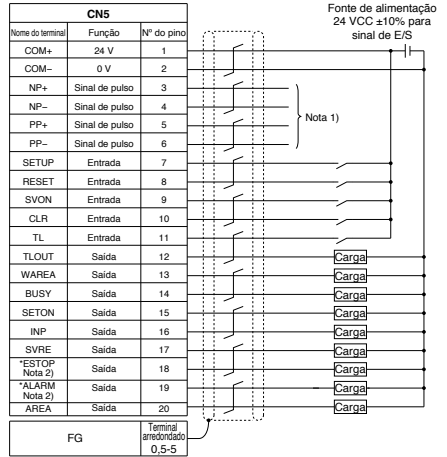 Fonte de alimentação
24 VCC ±10% para
sinal de E/S
CN5
Nome do terminal Função Nº do pino
COM+ 24 V 1
COM– 0 V 2
NP+ Sinal de pulso 3
NP– Sinal de pulso 4
PP+ Sinal de pulso 5
PP– Sinal de pulso 6
Nota 1)
SETUP Entrada 7
RESET Entrada 8
SVON Entrada 9
CLR Entrada 10
TL Entrada 11
TLOUT Saída 12 Carga
WAREA Saída 13 Carga
BUSY Saída 14 Carga
SETON Saída 15 Carga
INP Saída 16 Carga
SVRE Saída 17 Carga
*ESTOP
Nota 2) Saída 18 Carga
*ALARM
Nota 2) Saída 19 Carga
AREA Saída 20 Carga
FG Terminal
arredondado
0,5-5